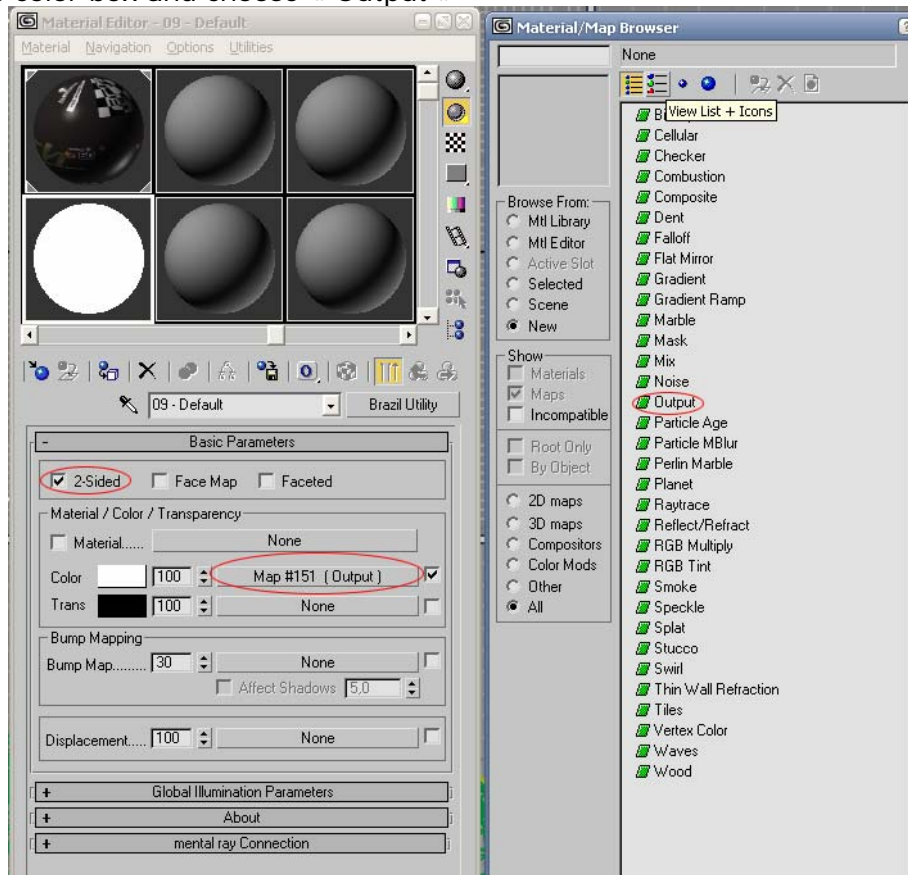 color box and choose " Output "
Material Editor - 09 - Default
Material Navigation Options Utilities
09 - Default
Brazil Utility
- Basic Parameters
2-Sided Face Map Faceted
Material / Color / Transparency
Material...... None
Color 100 Map #151 ( Output )
Trans 100 None
Bump Mapping
Bump Map......... 30 None
Affect Shadows 5,0
Displacement..... 100 None
+ Global Illumination Parameters
+ About
+ mental ray Connection
Material/Map Browser
None
View List + Icons
Cellular
Checker
Combustion
Composite
Dent
Falloff
Flat Mirror
Gradient
Gradient Ramp
Marble
Mask
Mix
Noise
Output
Particle Age
Particle MBlur
Perlin Marble
Planet
Raytrace
Reflect/Refract
RGB Multiply
RGB Tint
Smoke
Speckle
Splat
Stucco
Swirl
Thin Wall Refraction
Tiles
Vertex Color
Waves
Wood
Browse From:
Mtl Library
Mtl Editor
Active Slot
Selected
Scene
New
Show
Materials
Maps
Incompatible
Root Only
By Object
2D maps
3D maps
Compositors
Color Mods
Other
All